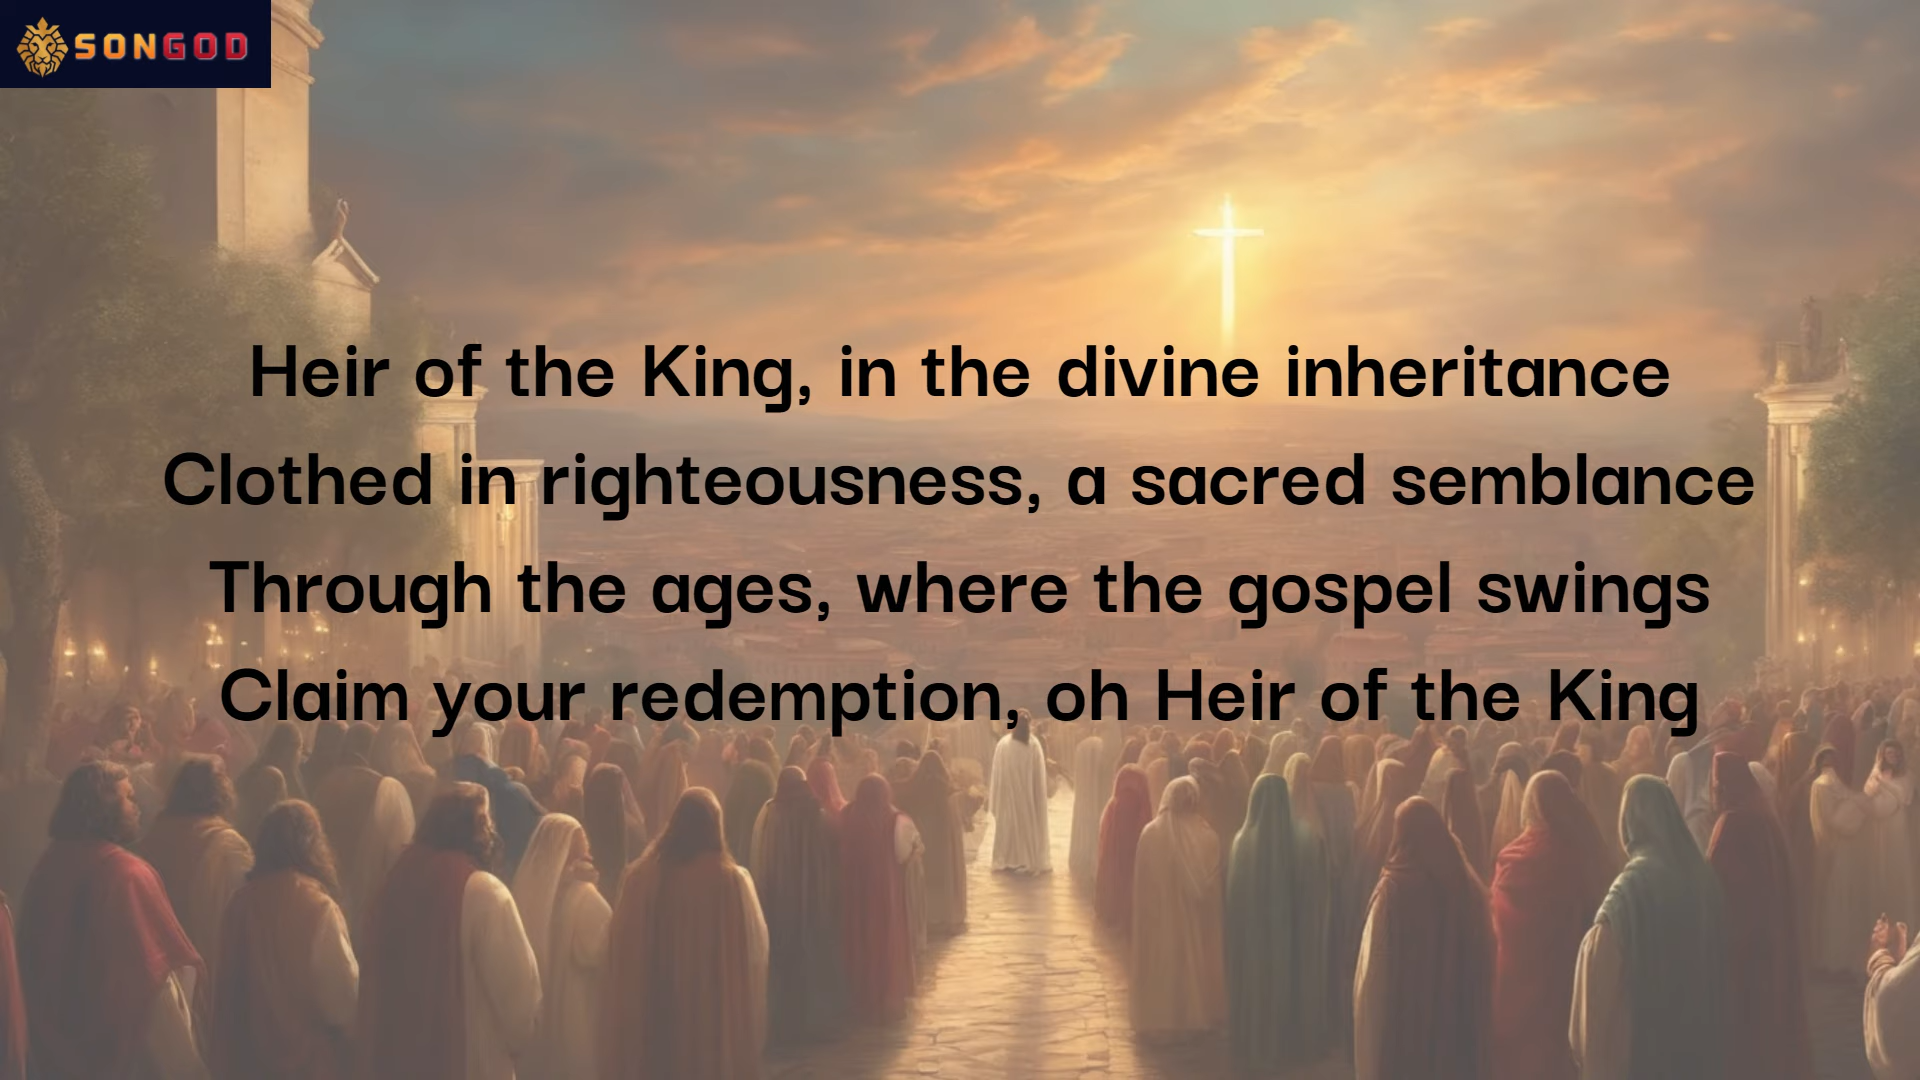 SONGOD
Heir of the King, in the divine inheritance
Clothed in righteousness, a sacred semblance
Through the ages, where the gospel swings
Claim your redemption, oh Heir of the King